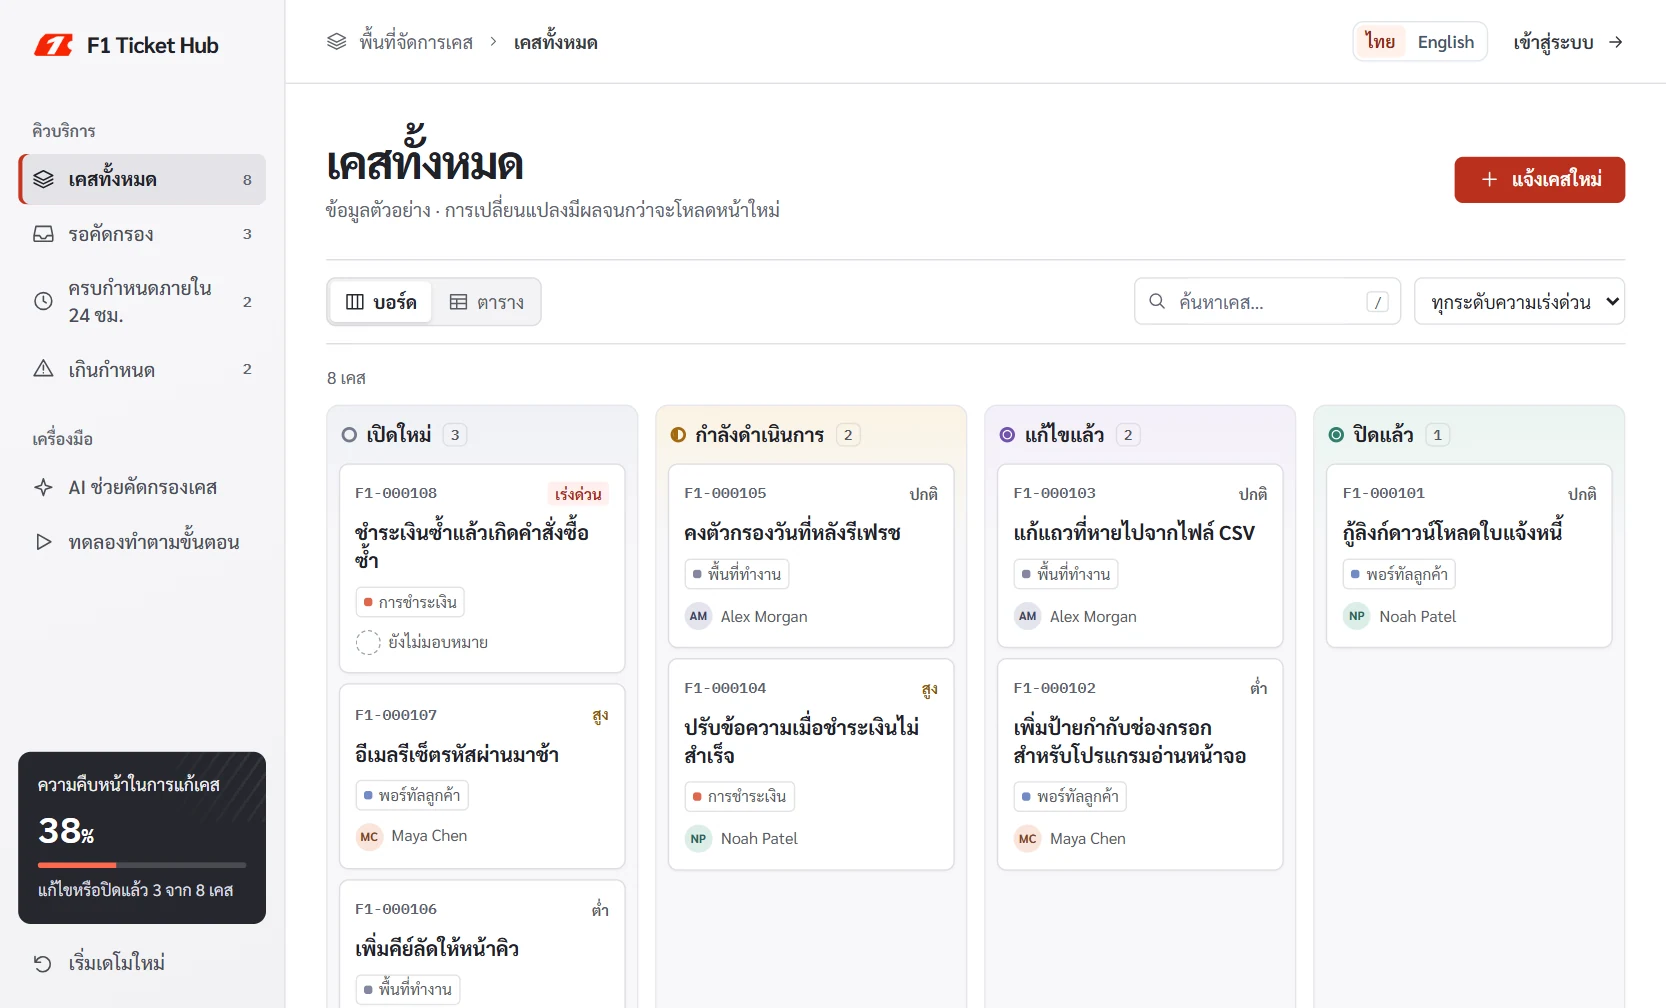 F1 Ticket Hub
คิวบริการ
เคสทั้งหมด 8
รอคัดกรอง 3
ครบกำหนดภายใน
24 ชม. 2
เกินกำหนด 2
เครื่องมือ
AI ช่วยคัดกรองเคส
ทดลองทำตามขั้นตอน
ความคืบหน้าในการแก้เคส
38%
แก้ไขหรือปิดแล้ว 3 จาก 8 เคส
เริ่มเดโมใหม่
พื้นที่จัดการเคส > เคสทั้งหมด
ไทย English เข้าสู่ระบบ →
เคสทั้งหมด
ข้อมูลตัวอย่าง · การเปลี่ยนแปลงมีผลจนกว่าจะโหลดหน้าใหม่
+ แจ้งเคสใหม่
บอร์ด ตาราง
ค้นหาเคส... /
ทุกระดับความเร่งด่วน
8 เคส
เปิดใหม่ 3
F1-000108 เร่งด่วน
ชำระเงินซ้ำแล้วเกิดคำสั่งซื้อ
ซ้ำ
การชำระเงิน
ยังไม่มอบหมาย
F1-000107 สูง
อีเมลรีเซ็ตรหัสผ่านมาช้า
พอร์ทัลลูกค้า
MC Maya Chen
F1-000106 ต่ำ
เพิ่มคีย์ลัดให้หน้าคิว
พื้นที่ทำงาน
กำลังดำเนินการ 2
F1-000105 ปกติ
คงตัวกรองวันที่หลังรีเฟรช
พื้นที่ทำงาน
AM Alex Morgan
F1-000104 สูง
ปรับข้อความเมื่อชำระเงินไม่
สำเร็จ
การชำระเงิน
NP Noah Patel
แก้ไขแล้ว 2
F1-000103 ปกติ
แก้แถวที่หายไปจากไฟล์ CSV
พื้นที่ทำงาน
AM Alex Morgan
F1-000102 ต่ำ
เพิ่มป้ายกำกับช่องกรอก
สำหรับโปรแกรมอ่านหน้าจอ
พอร์ทัลลูกค้า
MC Maya Chen
ปิดแล้ว 1
F1-000101 ปกติ
กู้ลิงก์ดาวน์โหลดใบแจ้งหนี้
พอร์ทัลลูกค้า
NP Noah Patel